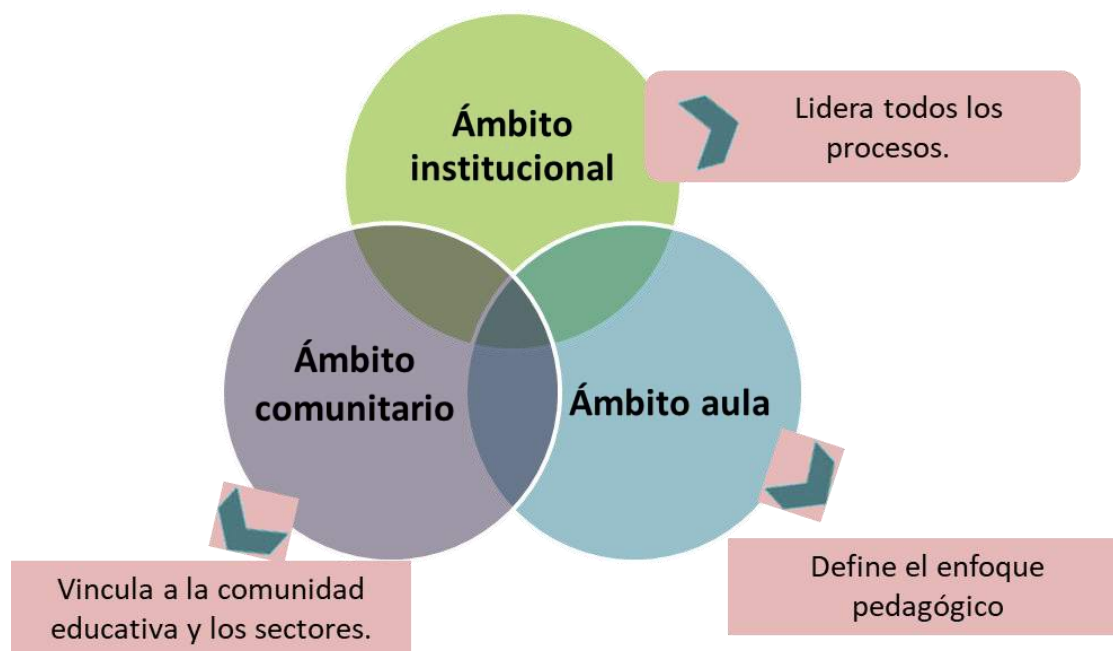 Ámbito
institucional
Lidera todos los
procesos.
Ámbito
comunitario
Ámbito aula
Vincula a la comunidad
educativa y los sectores.
Define el enfoque
pedagógico